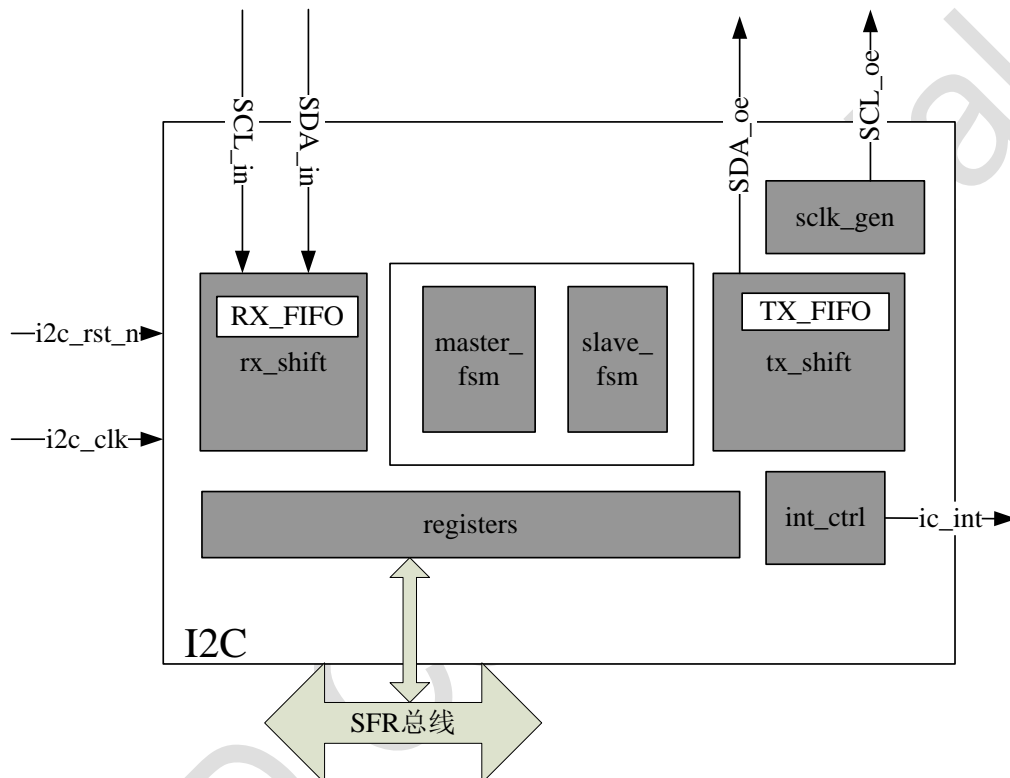 SCL_in
SDA_in
SDA_oe
SCL_oe
sclk_gen
RX_FIFO
rx_shift
master_
fsm
slave_
fsm
TX_FIFO
tx_shift
i2c_rst_n
i2c_clk
registers
int_ctrl
ic_int
I2C
SFR总线